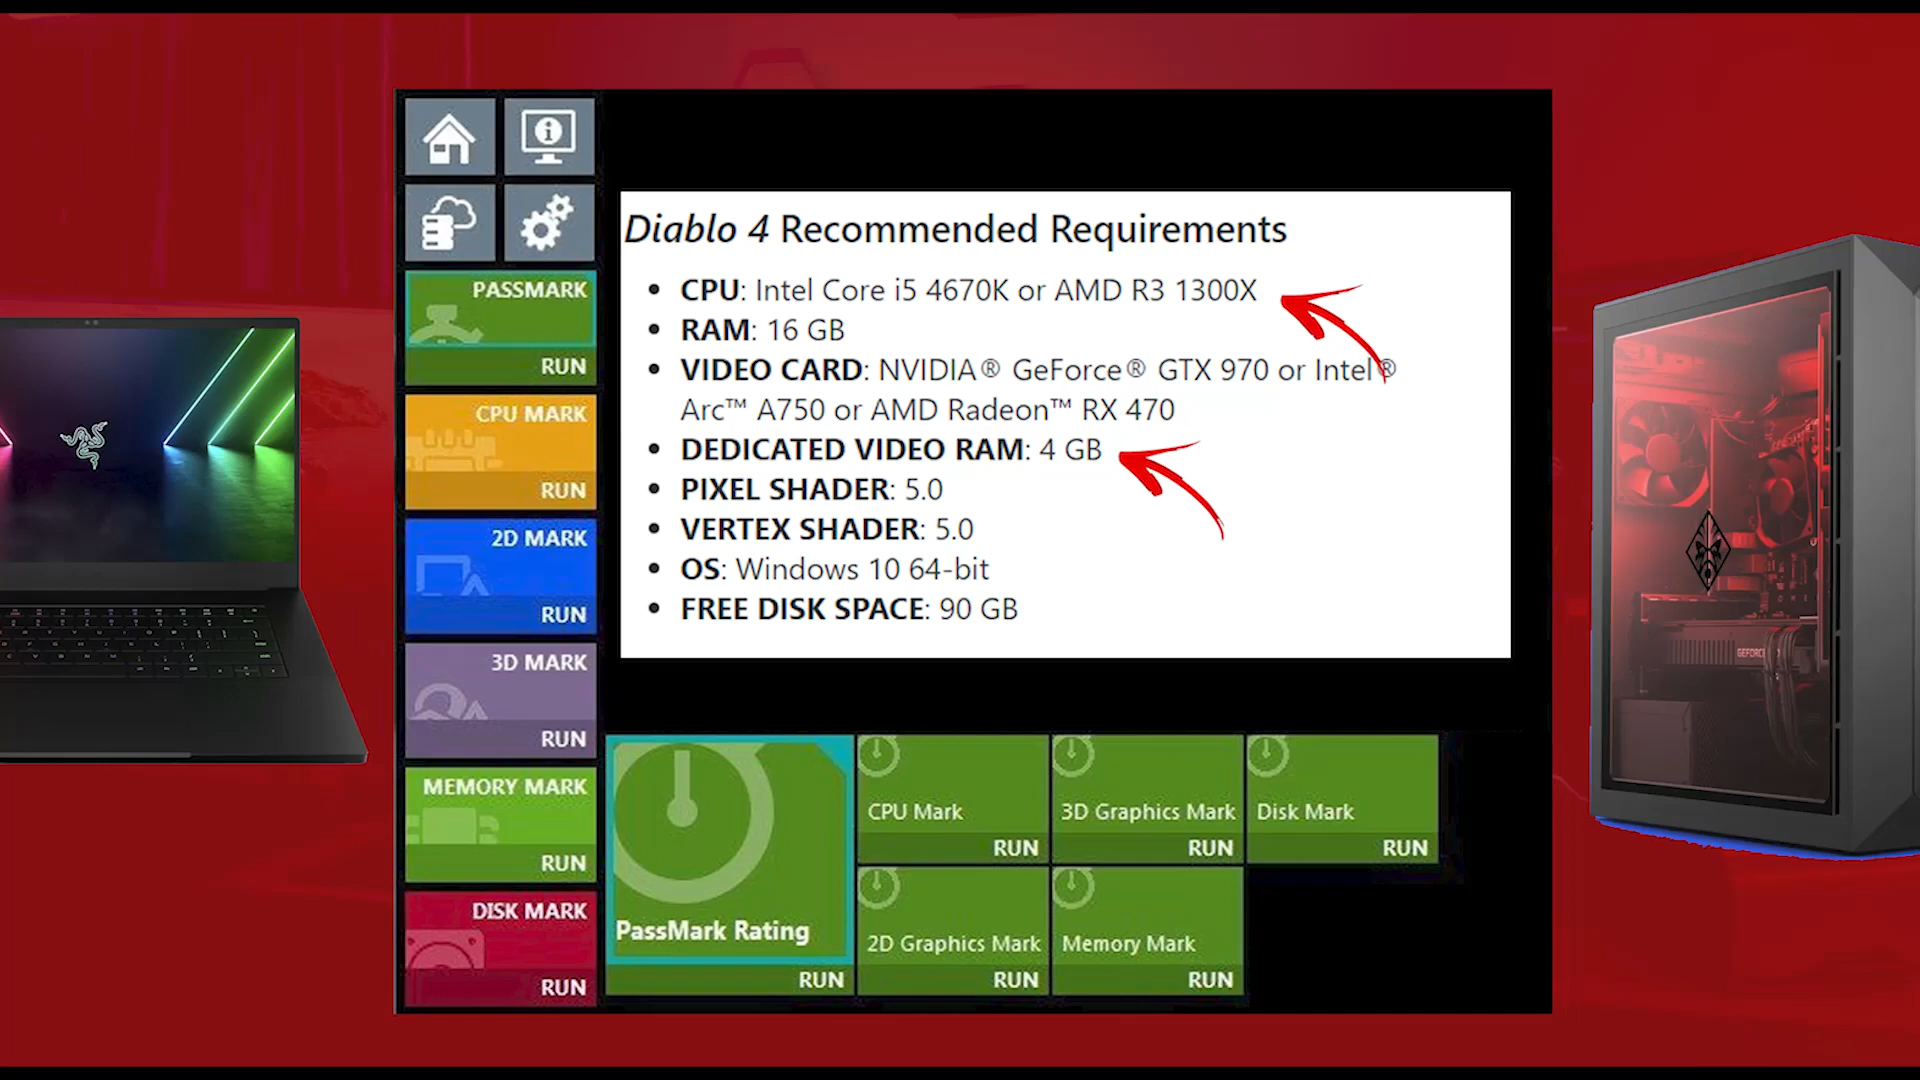 PASSMARK
RUN
CPU MARK
RUN
2D MARK
RUN
3D MARK
RUN
MEMORY MARK
RUN
DISK MARK
RUN
Diablo 4 Recommended Requirements
• CPU: Intel Core i5 4670K or AMD R3 1300X
• RAM: 16 GB
• VIDEO CARD: NVIDIA® GeForce® GTX 970 or Intel®
Arc™ A750 or AMD Radeon™ RX 470
• DEDICATED VIDEO RAM: 4 GB
• PIXEL SHADER: 5.0
• VERTEX SHADER: 5.0
• OS: Windows 10 64-bit
• FREE DISK SPACE: 90 GB
PassMark Rating
RUN
CPU Mark
RUN
3D Graphics Mark
RUN
Disk Mark
RUN
2D Graphics Mark
RUN
Memory Mark
RUN